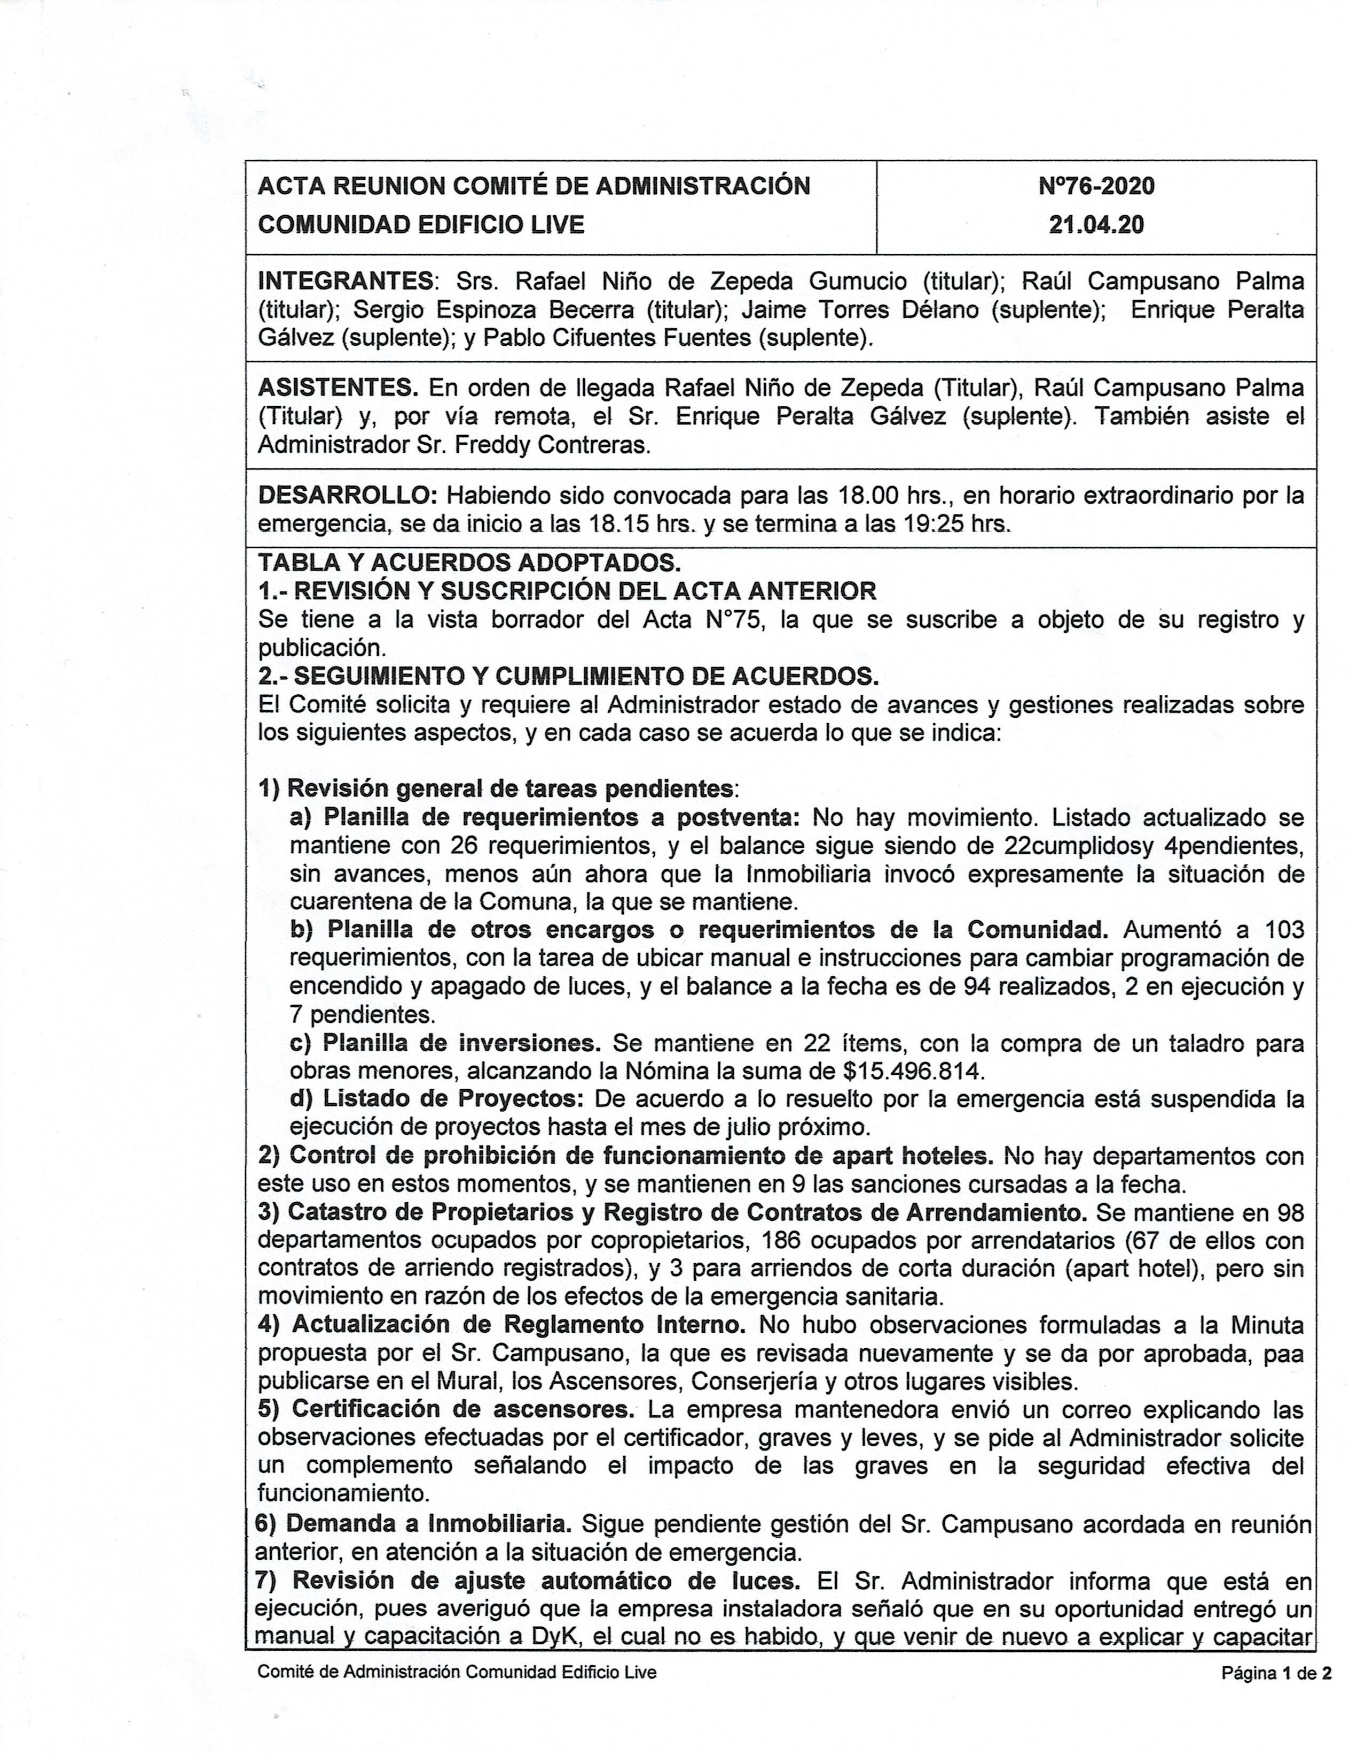 ACTA REUNION COMITÉ DE ADMINISTRACIÓN
COMUNIDAD EDIFICIO LIVE
Nº76-2020
21.04.20
INTEGRANTES: Srs. Rafael Niño de Zepeda Gumucio (titular); Raúl Campusano Palma
(titular); Sergio Espinoza Becerra (titular); Jaime Torres Délano (suplente); Enrique Peralta
Gálvez (suplente); y Pablo Cifuentes Fuentes (suplente).
ASISTENTES. En orden de llegada Rafael Niño de Zepeda (Titular), Raúl Campusano Palma
(Titular) y, por vía remota, el Sr. Enrique Peralta Gálvez (suplente). También asiste el
Administrador Sr. Freddy Contreras.
DESARROLLO: Habiendo sido convocada para las 18.00 hrs., en horario extraordinario por la
emergencia, se da inicio a las 18.15 hrs. y se termina a las 19:25 hrs.
TABLA Y ACUERDOS ADOPTADOS.
1.- REVISIÓN Y SUSCRIPCIÓN DEL ACTA ANTERIOR
Se tiene a la vista borrador del Acta N°75, la que se suscribe a objeto de su registro y
publicación.
2.- SEGUIMIENTO Y CUMPLIMIENTO DE ACUERDOS.
El Comité solicita y requiere al Administrador estado de avances y gestiones realizadas sobre
los siguientes aspectos, y en cada caso se acuerda lo que se indica:
1) Revisión general de tareas pendientes:
a) Planilla de requerimientos a postventa: No hay movimiento. Listado actualizado se
mantiene con 26 requerimientos, y el balance sigue siendo de 22cumplidosy 4pendientes,
sin avances, menos aún ahora que la Inmobiliaria invocó expresamente la situación de
cuarentena de la Comuna, la que se mantiene.
b) Planilla de otros encargos o requerimientos de la Comunidad. Aumentó a 103
requerimientos, con la tarea de ubicar manual e instrucciones para cambiar programación de
encendido y apagado de luces, y el balance a la fecha es de 94 realizados, 2 en ejecución y
7 pendientes.
c) Planilla de inversiones. Se mantiene en 22 ítems, con la compra de un taladro para
obras menores, alcanzando la Nómina la suma de $15.496.814.
d) Listado de Proyectos: De acuerdo a lo resuelto por la emergencia está suspendida la
ejecución de proyectos hasta el mes de julio próximo.
2) Control de prohibición de funcionamiento de apart hoteles. No hay departamentos con
este uso en estos momentos, y se mantienen en 9 las sanciones cursadas a la fecha.
3) Catastro de Propietarios y Registro de Contratos de Arrendamiento. Se mantiene en 98
departamentos ocupados por copropietarios, 186 ocupados por arrendatarios (67 de ellos con
contratos de arriendo registrados), y 3 para arriendos de corta duración (apart hotel), pero sin
movimiento en razón de los efectos de la emergencia sanitaria.
4) Actualización de Reglamento Interno. No hubo observaciones formuladas a la Minuta
propuesta por el Sr. Campusano, la que es revisada nuevamente y se da por aprobada, paa
publicarse en el Mural, los Ascensores, Conserjería y otros lugares visibles.
5) Certificación de ascensores. La empresa mantenedora envió un correo explicando las
observaciones efectuadas por el certificador, graves y leves, y se pide al Administrador solicite
un complemento señalando el impacto de las graves en la seguridad efectiva del
funcionamiento.
6) Demanda a Inmobiliaria. Sigue pendiente gestión del Sr. Campusano acordada en reunión
anterior, en atención a la situación de emergencia.
7) Revisión de ajuste automático de luces. El Sr. Administrador informa que está en
ejecución, pues averiguó que la empresa instaladora señaló que en su oportunidad entregó un
manual y capacitación a DyK, el cual no es habido, y que venir de nuevo a explicar y capacitar
Comité de Administración Comunidad Edificio Live
Página 1 de 2